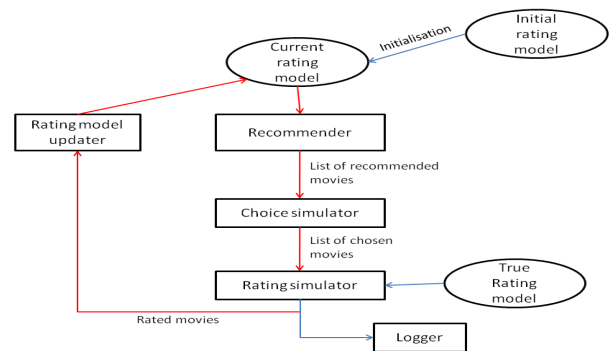 Initial
rating
model
Initialisation
Current
rating
model
Rating model
updater
Recommender
List of recommended
movies
Choice simulator
List of chosen
movies
Rating simulator
True
Rating
model
Rated movies
Logger